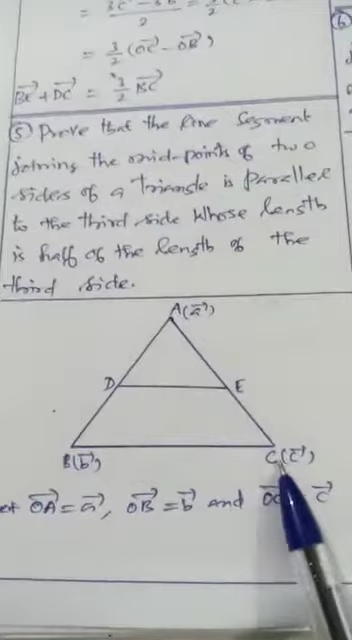 = 3/2 (OC⃗ - OB⃗)
BC⃗ + DC⃗ = 3/2 BC⃗
⑤ Prove that the line Segment
joining the mid-points of two
sides of a Triangle is Parallel
to the third side whose length
is half of the length of the
third side.
A(a⃗)
D E
B(b⃗) C(c⃗)
OA⃗ = a⃗, OB⃗ = b⃗ and c⃗